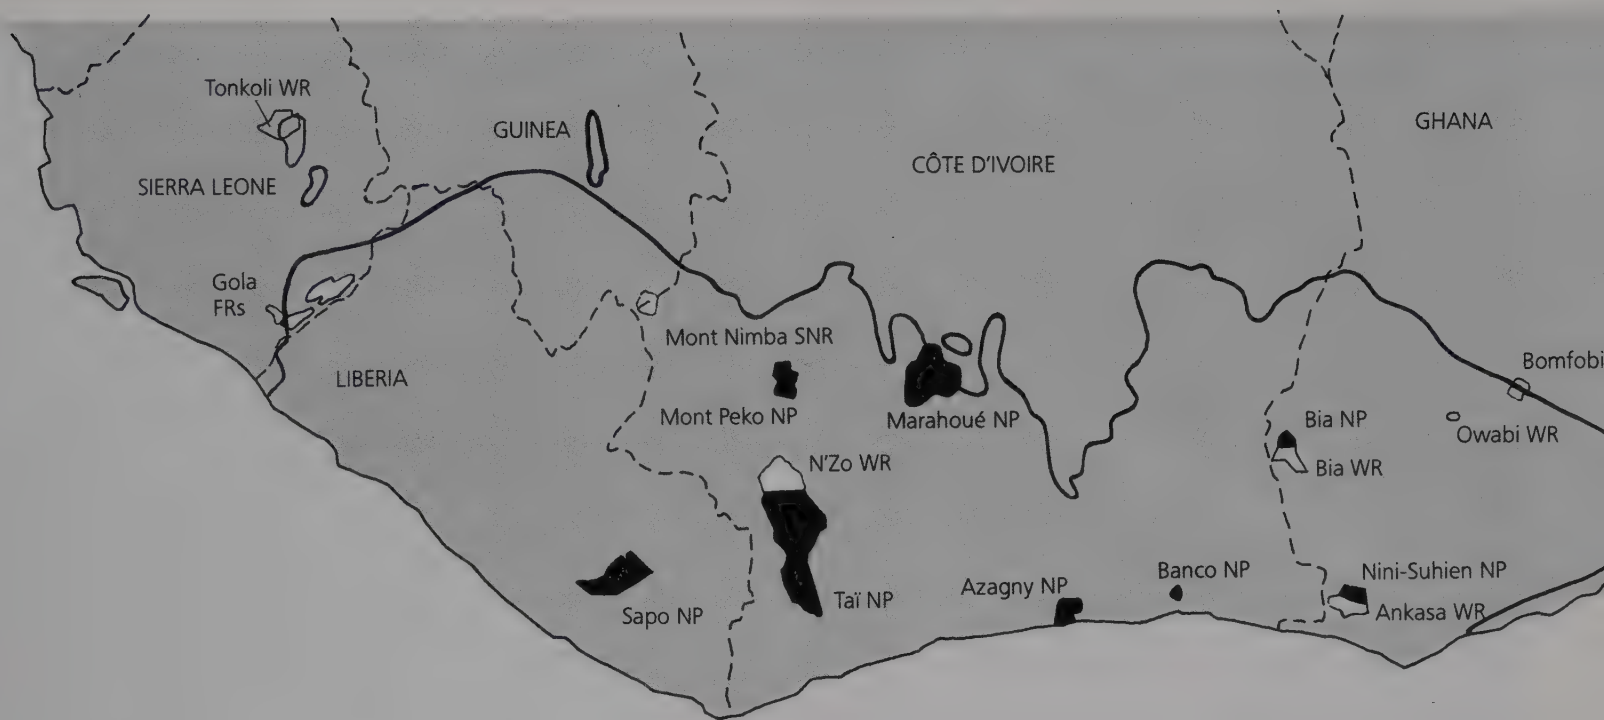 Tonkoli WR
GUINEA
GHANA
CÔTE D'IVOIRE
SIERRA LEONE
Gola
FRs
Mont Nimba SNR
LIBERIA
Bomfobi
Mont Peko NP
Marahoué NP
Bia NP
Owabi WR
N'Zo WR
Bia WR
Banco NP
Nini-Suhien NP
Azagny NP
Taï NP
Sapo NP
Ankasa WR